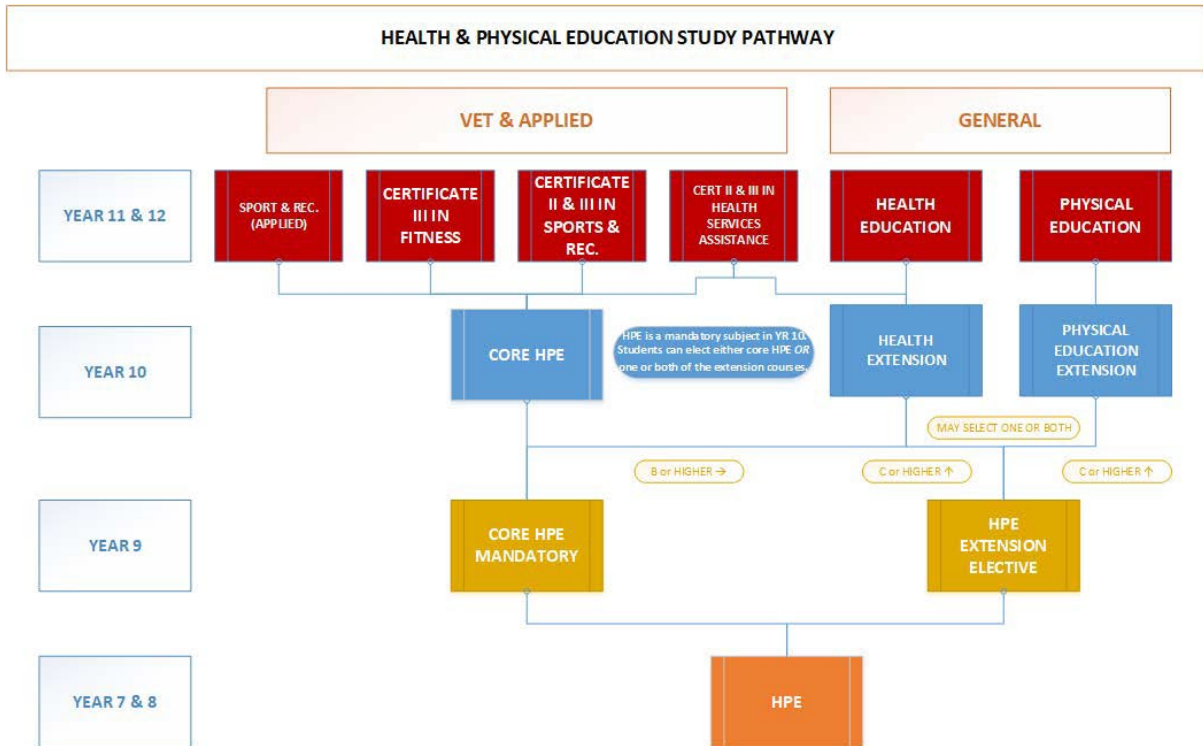 HEALTH & PHYSICAL EDUCATION STUDY PATHWAY
VET & APPLIED
GENERAL
YEAR 11 & 12
SPORT & REC.
(APPLIED)
CERTIFICATE
III IN
FITNESS
CERTIFICATE
II & III IN
SPORTS &
REC.
CERT II & III IN
HEALTH
SERVICES
ASSISTANCE
HEALTH
EDUCATION
PHYSICAL
EDUCATION
YEAR 10
CORE HPE
HPE is a mandatory subject in YR 10.
Students can elect either core HPE OR
one or both of the extension courses.
HEALTH
EXTENSION
PHYSICAL
EDUCATION
EXTENSION
MAY SELECT ONE OR BOTH
B or HIGHER →
C or HIGHER ↑
C or HIGHER ↑
YEAR 9
CORE HPE
MANDATORY
HPE
EXTENSION
ELECTIVE
YEAR 7 & 8
HPE